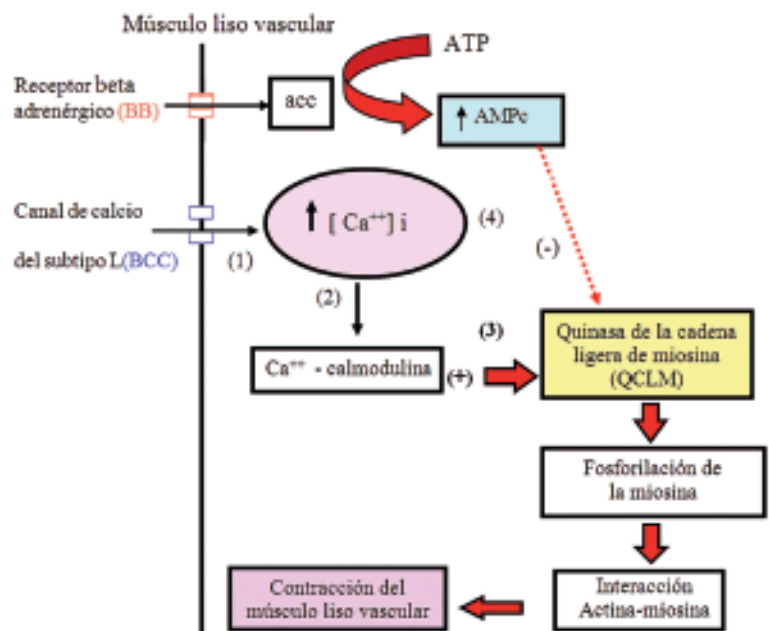 Músculo liso vascular
ATP
Receptor beta
adrenérgico (BB)
acc
↑ AMPc
Canal de calcio
del subtipo L(BCC)
(1)
↑ [ Ca⁺⁺] i
(4)
(-)
(2)
(3)
Ca⁺⁺ - calmodulina
(+)
Quinasa de la cadena
ligera de miosina
(QCLM)
Fosforilación de
la miosina
Interacción
Actina-miosina
Contracción del
músculo liso vascular